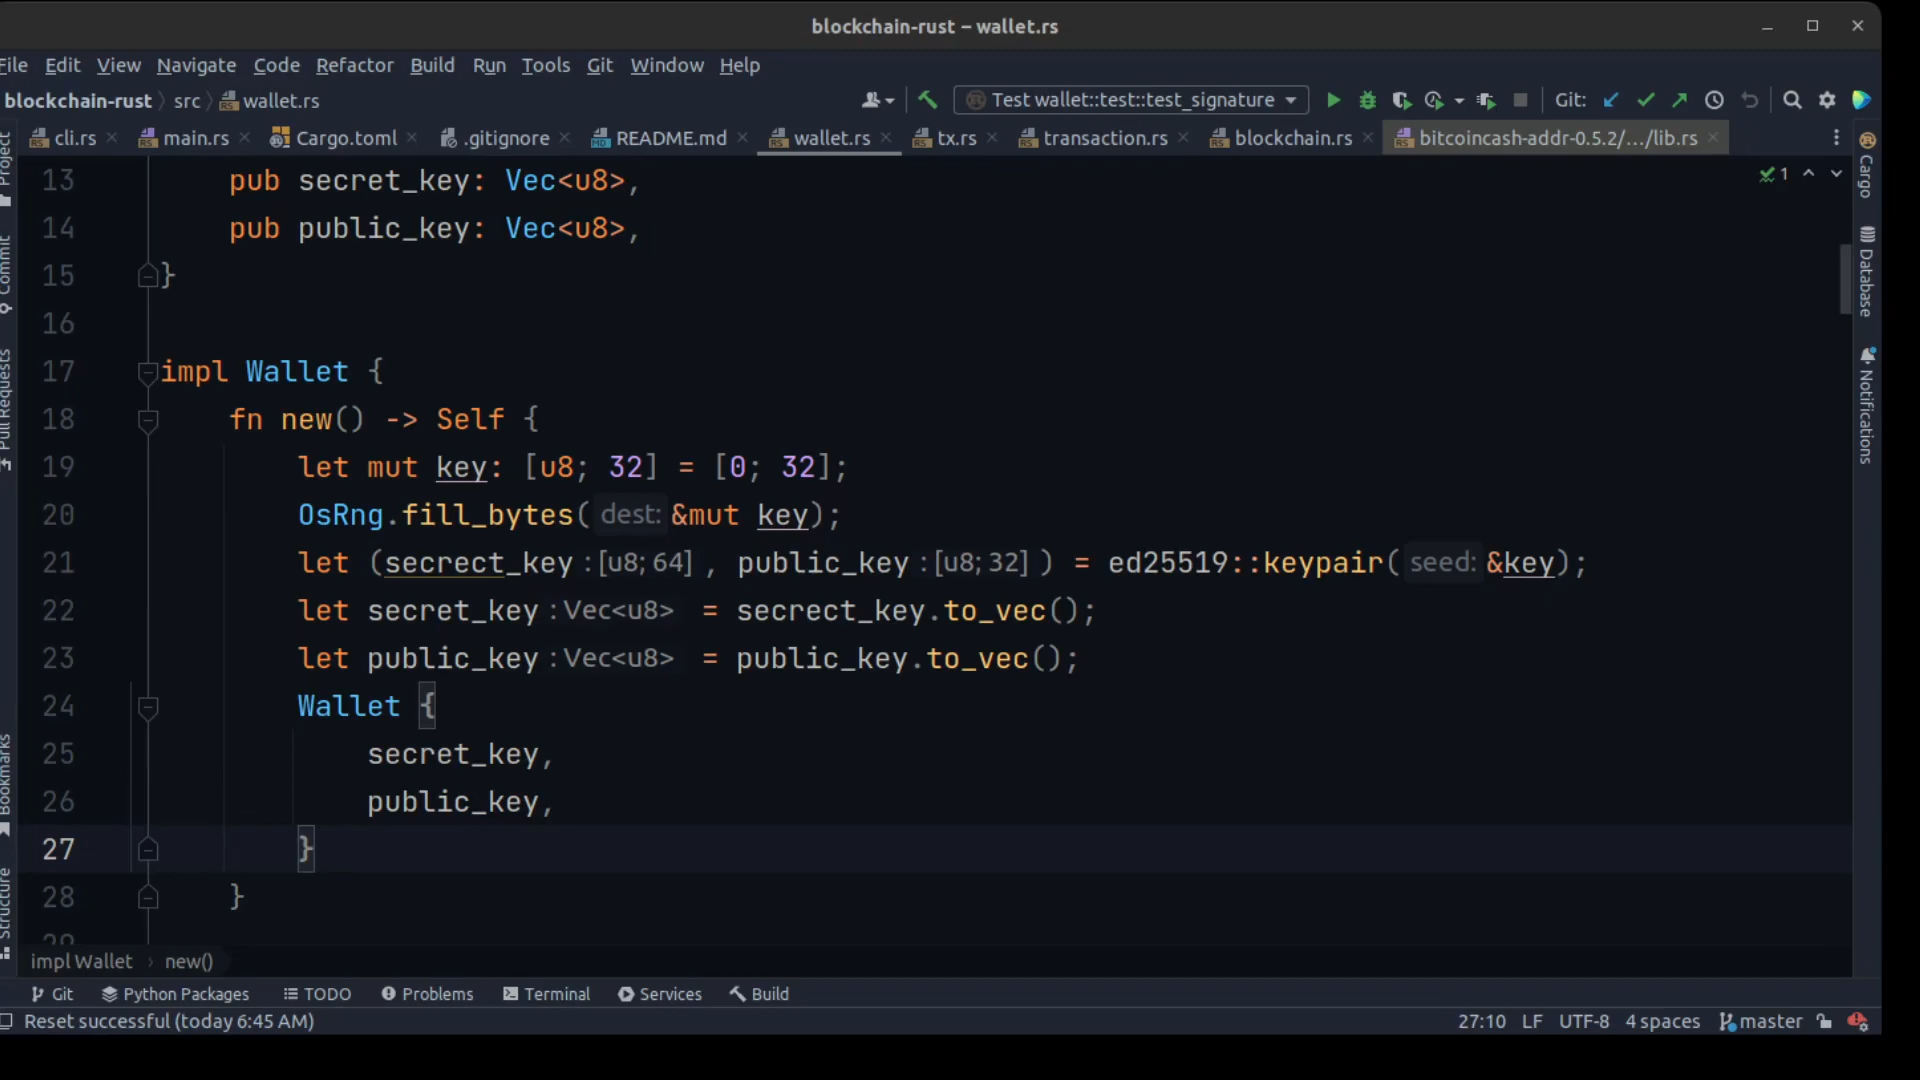 blockchain-rust – wallet.rs
File Edit View Navigate Code Refactor Build Run Tools Git Window Help
blockchain-rust src wallet.rs Test wallet::test::test_signature Git:
cli.rs main.rs Cargo.toml .gitignore README.md wallet.rs tx.rs transaction.rs blockchain.rs bitcoincash-addr-0.5.2/.../lib.rs
1
13 pub secret_key: Vec<u8>,
14 pub public_key: Vec<u8>,
15 }
16
17 impl Wallet {
18 fn new() -> Self {
19 let mut key: [u8; 32] = [0; 32];
20 OsRng.fill_bytes( dest: &mut key);
21 let (secrect_key : [u8; 64] , public_key : [u8; 32] ) = ed25519::keypair( seed: &key);
22 let secret_key : Vec<u8> = secrect_key.to_vec();
23 let public_key : Vec<u8> = public_key.to_vec();
24 Wallet {
25 secret_key,
26 public_key,
27 }
28 }
29
impl Wallet › new()
Git Python Packages TODO Problems Terminal Services Build
Reset successful (today 6:45 AM) 27:10 LF UTF-8 4 spaces master
Project
Commit
Pull Requests
Bookmarks
Structure
Cargo
Database
Notifications